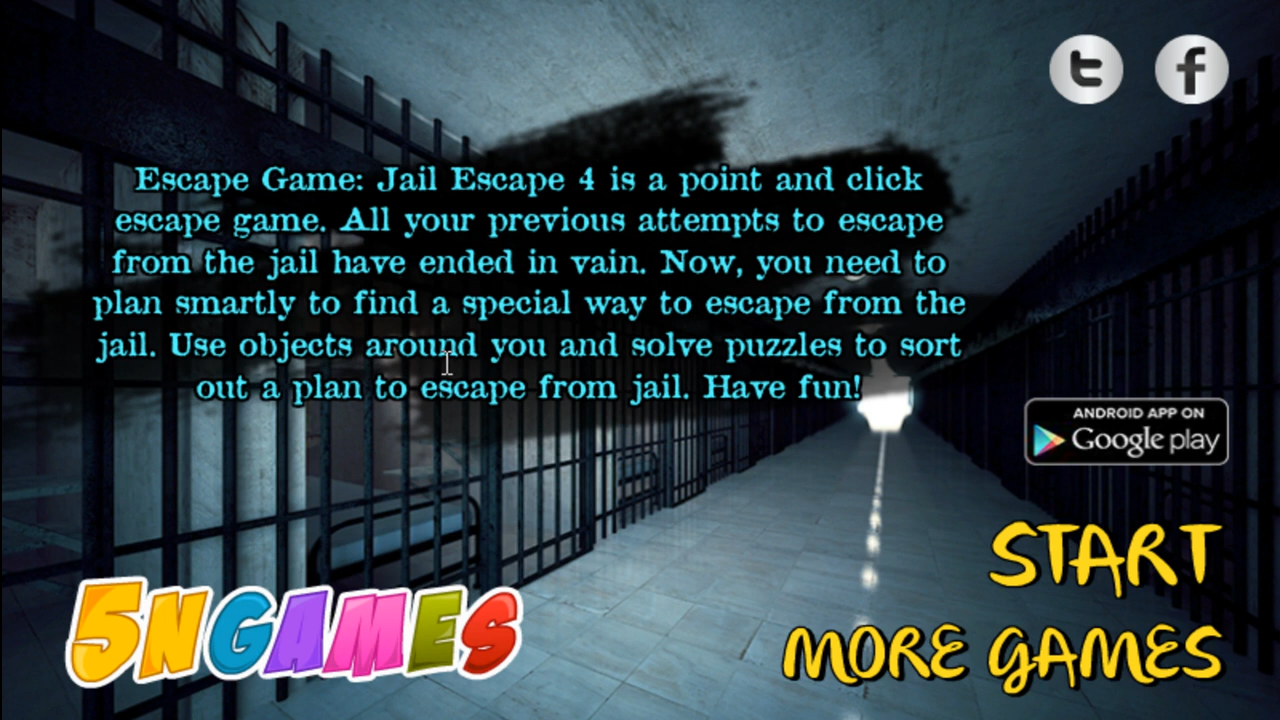 Escape Game: Jail Escape 4 is a point and click
escape game. All your previous attempts to escape
from the jail have ended in vain. Now, you need to
plan smartly to find a special way to escape from the
jail. Use objects around you and solve puzzles to sort
out a plan to escape from jail. Have fun!
ANDROID APP ON
Google play
START
5NGAMES
MORE GAMES